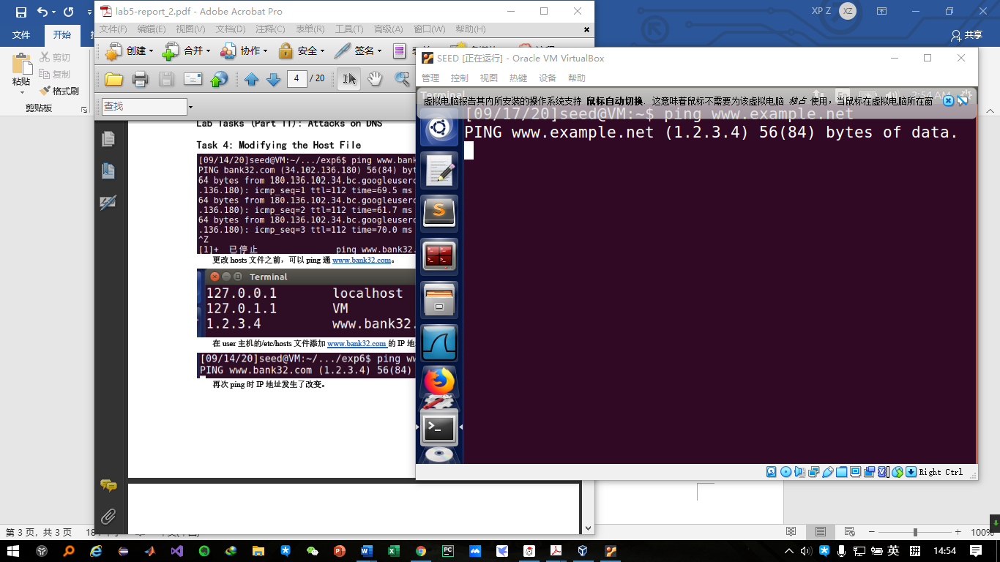 lab5-report_2.pdf - Adobe Acrobat Pro
XP Z
XZ
文件
开始
共享
文件(F) 编辑(E) 视图(V) 文档(D) 注释(C) 表单(R) 工具(T) 高级(A) 窗口(W) 帮助(H)
粘贴
剪切
复制
格式刷
剪贴板
创建 合并 协作 安全 签名
4 / 20
查找
Lab Tasks (Part II): Attacks on DNS
Task 4: Modifying the Host File
[09/14/20]seed@VM:~/.../exp6$ ping www.bank
PING bank32.com (34.102.136.180) 56(84) byt
64 bytes from 180.136.102.34.bc.googleuserc
.136.180): icmp_seq=1 ttl=112 time=69.5 ms
64 bytes from 180.136.102.34.bc.googleuserc
.136.180): icmp_seq=2 ttl=112 time=61.7 ms
64 bytes from 180.136.102.34.bc.googleuserc
.136.180): icmp_seq=3 ttl=112 time=70.0 ms
^Z
[1]+ 已停止 ping www.bank32.
更改 hosts 文件之前，可以 ping 通 www.bank32.com。
Terminal
127.0.0.1 localhost
127.0.1.1 VM
1.2.3.4 www.bank32.
在 user 主机的/etc/hosts 文件添加 www.bank32.com 的 IP 地
[09/14/20]seed@VM:~/.../exp6$ ping ww
PING www.bank32.com (1.2.3.4) 56(84)
再次 ping 时 IP 地址发生了改变。
SEED [正在运行] - Oracle VM VirtualBox
管理 控制 视图 热键 设备 帮助
Terminal
2:54 AM
虚拟电脑报告其内所安装的操作系统支持 鼠标自动切换. 这意味着鼠标不需要为该虚拟电脑 独占 使用，当鼠标在虚拟电脑所在窗
[09/17/20]seed@VM:~$ ping www.example.net
PING www.example.net (1.2.3.4) 56(84) bytes of data.
Right Ctrl
第 3 页，共 3 页
100%
英
拼
14:54